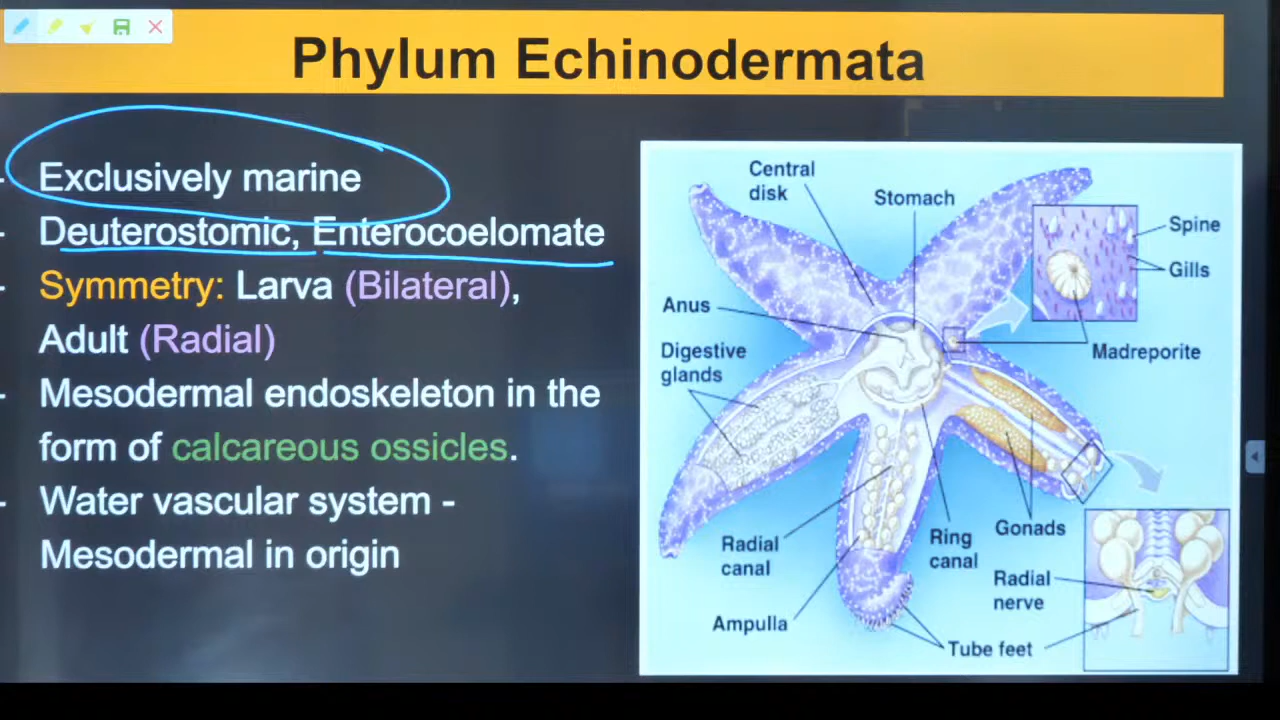 Phylum Echinodermata
- Exclusively marine
- Deuterostomic, Enterocoelomate
- Symmetry: Larva (Bilateral),
Adult (Radial)
- Mesodermal endoskeleton in the
form of calcareous ossicles.
- Water vascular system -
Mesodermal in origin
Central
disk
Stomach
Spine
Gills
Anus
Madreporite
Digestive
glands
Radial
canal
Ring
canal
Gonads
Radial
nerve
Ampulla
Tube feet